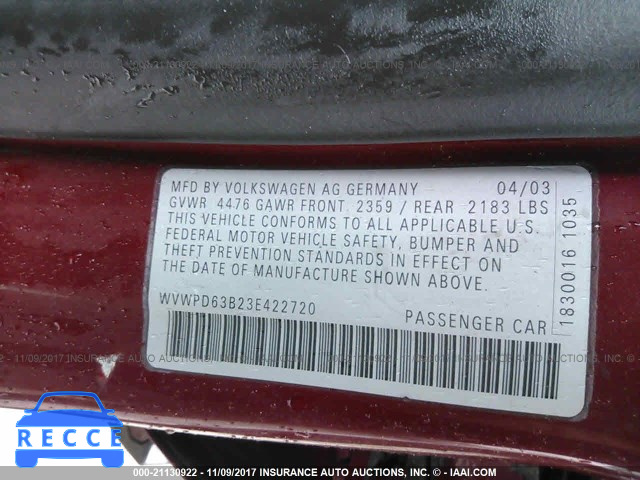 MFD BY VOLKSWAGEN AG GERMANY 04/03
GVWR 4476 GAWR FRONT. 2359 / REAR 2183 LBS
THIS VEHICLE CONFORMS TO ALL APPLICABLE U.S.
FEDERAL MOTOR VEHICLE SAFETY, BUMPER AND
THEFT PREVENTION STANDARDS IN EFFECT ON
THE DATE OF MANUFACTURE SHOWN ABOVE.
WVWPD63B23E422720
PASSENGER CAR
1830016 1035
RECCE
000-21130922 - 11/09/2017 INSURANCE AUTO AUCTIONS, INC. - © - IAAI.COM